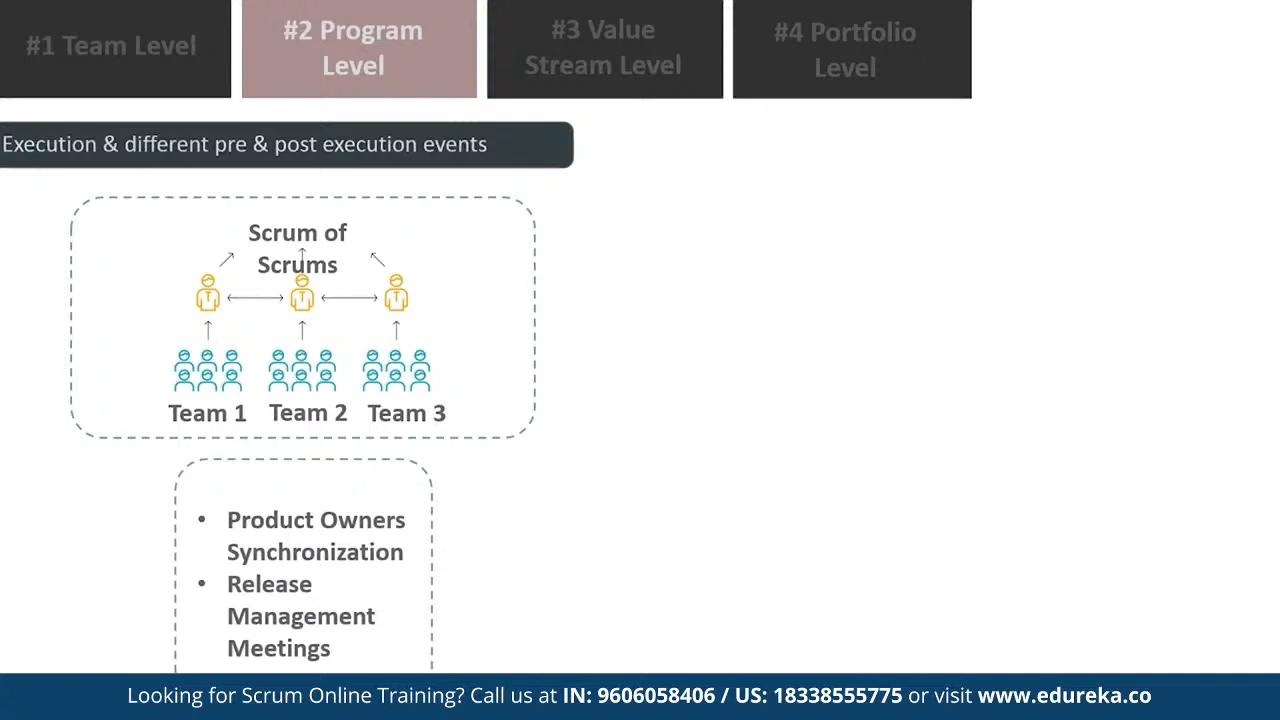 #1 Team Level
#2 Program
Level
#3 Value
Stream Level
#4 Portfolio
Level
Execution & different pre & post execution events
Scrum of
Scrums
Team 1
Team 2
Team 3
• Product Owners
Synchronization
• Release
Management
Meetings
Looking for Scrum Online Training? Call us at IN: 9606058406 / US: 18338555775 or visit www.edureka.co